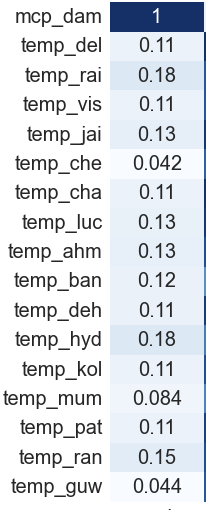 mcp_dam 1
temp_del 0.11
temp_rai 0.18
temp_vis 0.11
temp_jai 0.13
temp_che 0.042
temp_cha 0.11
temp_luc 0.13
temp_ahm 0.13
temp_ban 0.12
temp_deh 0.11
temp_hyd 0.18
temp_kol 0.11
temp_mum 0.084
temp_pat 0.11
temp_ran 0.15
temp_guw 0.044